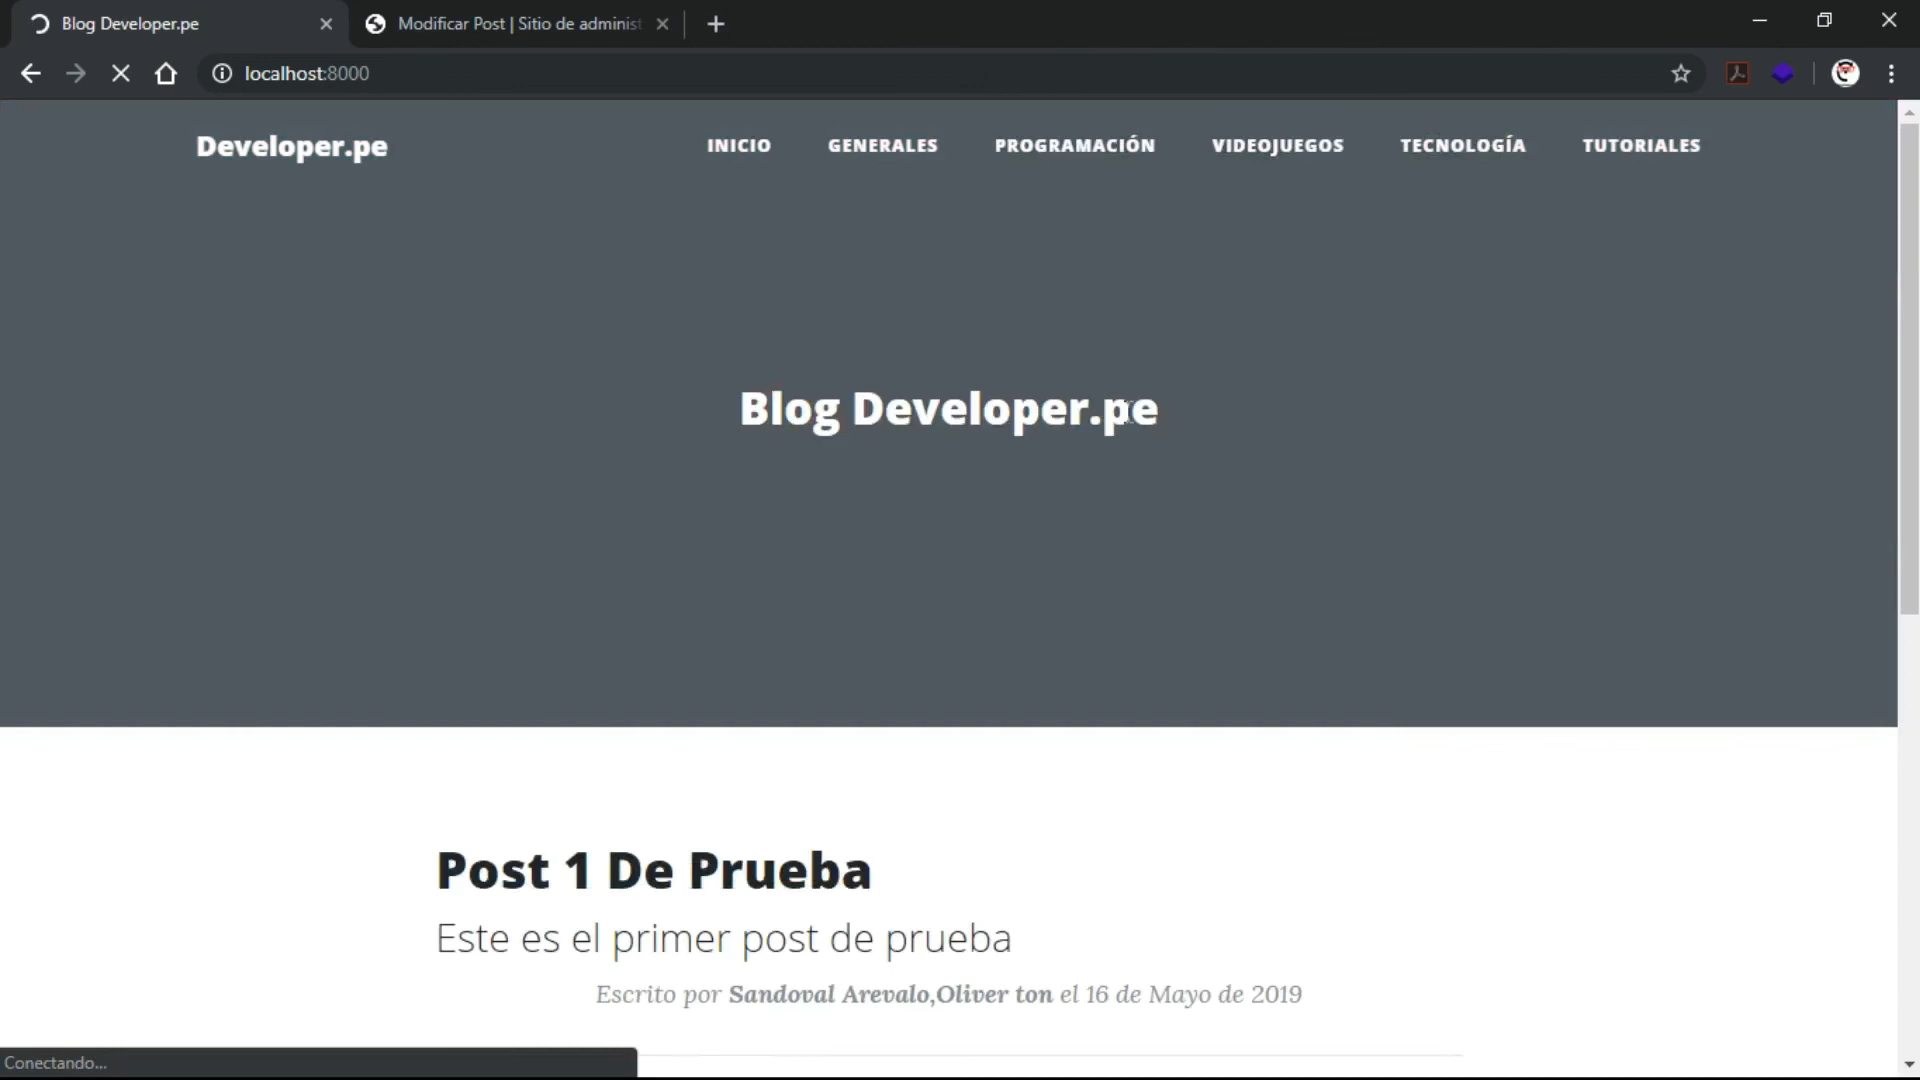 Blog Developer.pe
Modificar Post | Sitio de administ
localhost:8000
Developer.pe
INICIO
GENERALES
PROGRAMACIÓN
VIDEOJUEGOS
TECNOLOGÍA
TUTORIALES
Blog Developer.pe
Post 1 De Prueba
Este es el primer post de prueba
Escrito por Sandoval Arevalo,Oliver ton el 16 de Mayo de 2019
Conectando...